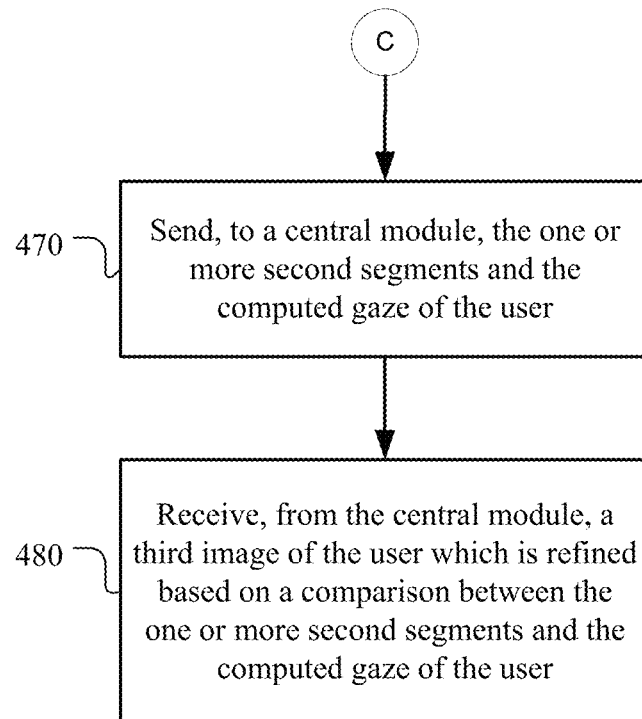 C
470
Send, to a central module, the one or
more second segments and the
computed gaze of the user
480
Receive, from the central module, a
third image of the user which is refined
based on a comparison between the
one or more second segments and the
computed gaze of the user